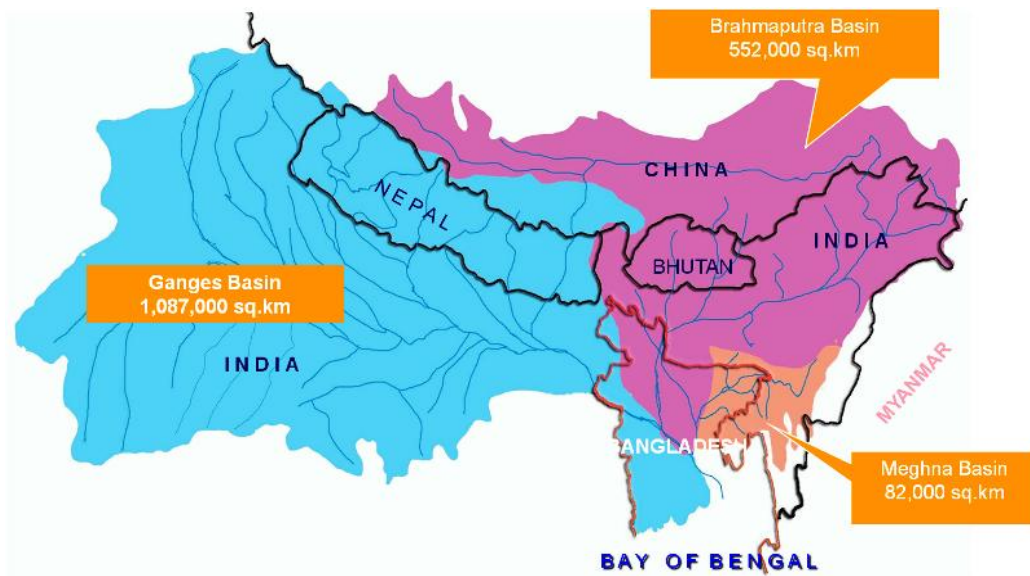 Brahmaputra Basin
552,000 sq.km
CHINA
NEPAL
INDIA
BHUTAN
Ganges Basin
1,087,000 sq.km
INDIA
MYANMAR
BANGLADESH
Meghna Basin
82,000 sq.km
BAY OF BENGAL